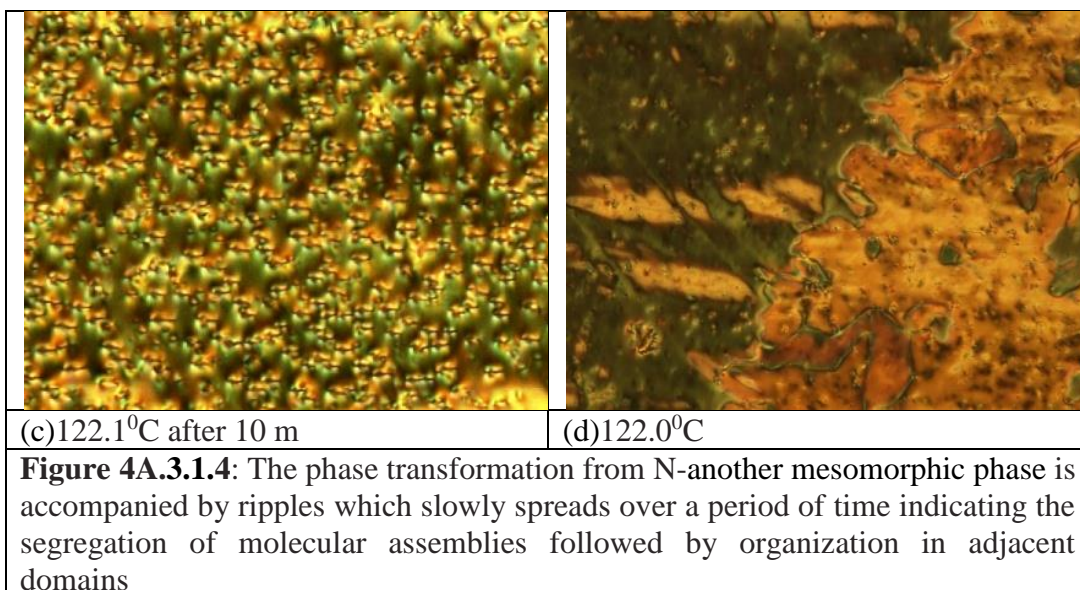 (c)122.1⁰C after 10 m
(d)122.0⁰C
Figure 4A.3.1.4: The phase transformation from N-another mesomorphic phase is
accompanied by ripples which slowly spreads over a period of time indicating the
segregation of molecular assemblies followed by organization in adjacent
domains